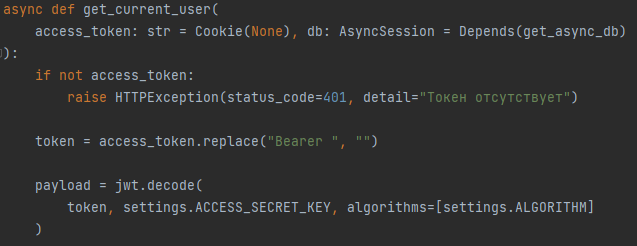 async def get_current_user(
    access_token: str = Cookie(None), db: AsyncSession = Depends(get_async_db)
):
    if not access_token:
        raise HTTPException(status_code=401, detail="Токен отсутствует")
    token = access_token.replace("Bearer ", "")
    payload = jwt.decode(
        token, settings.ACCESS_SECRET_KEY, algorithms=[settings.ALGORITHM]
    )